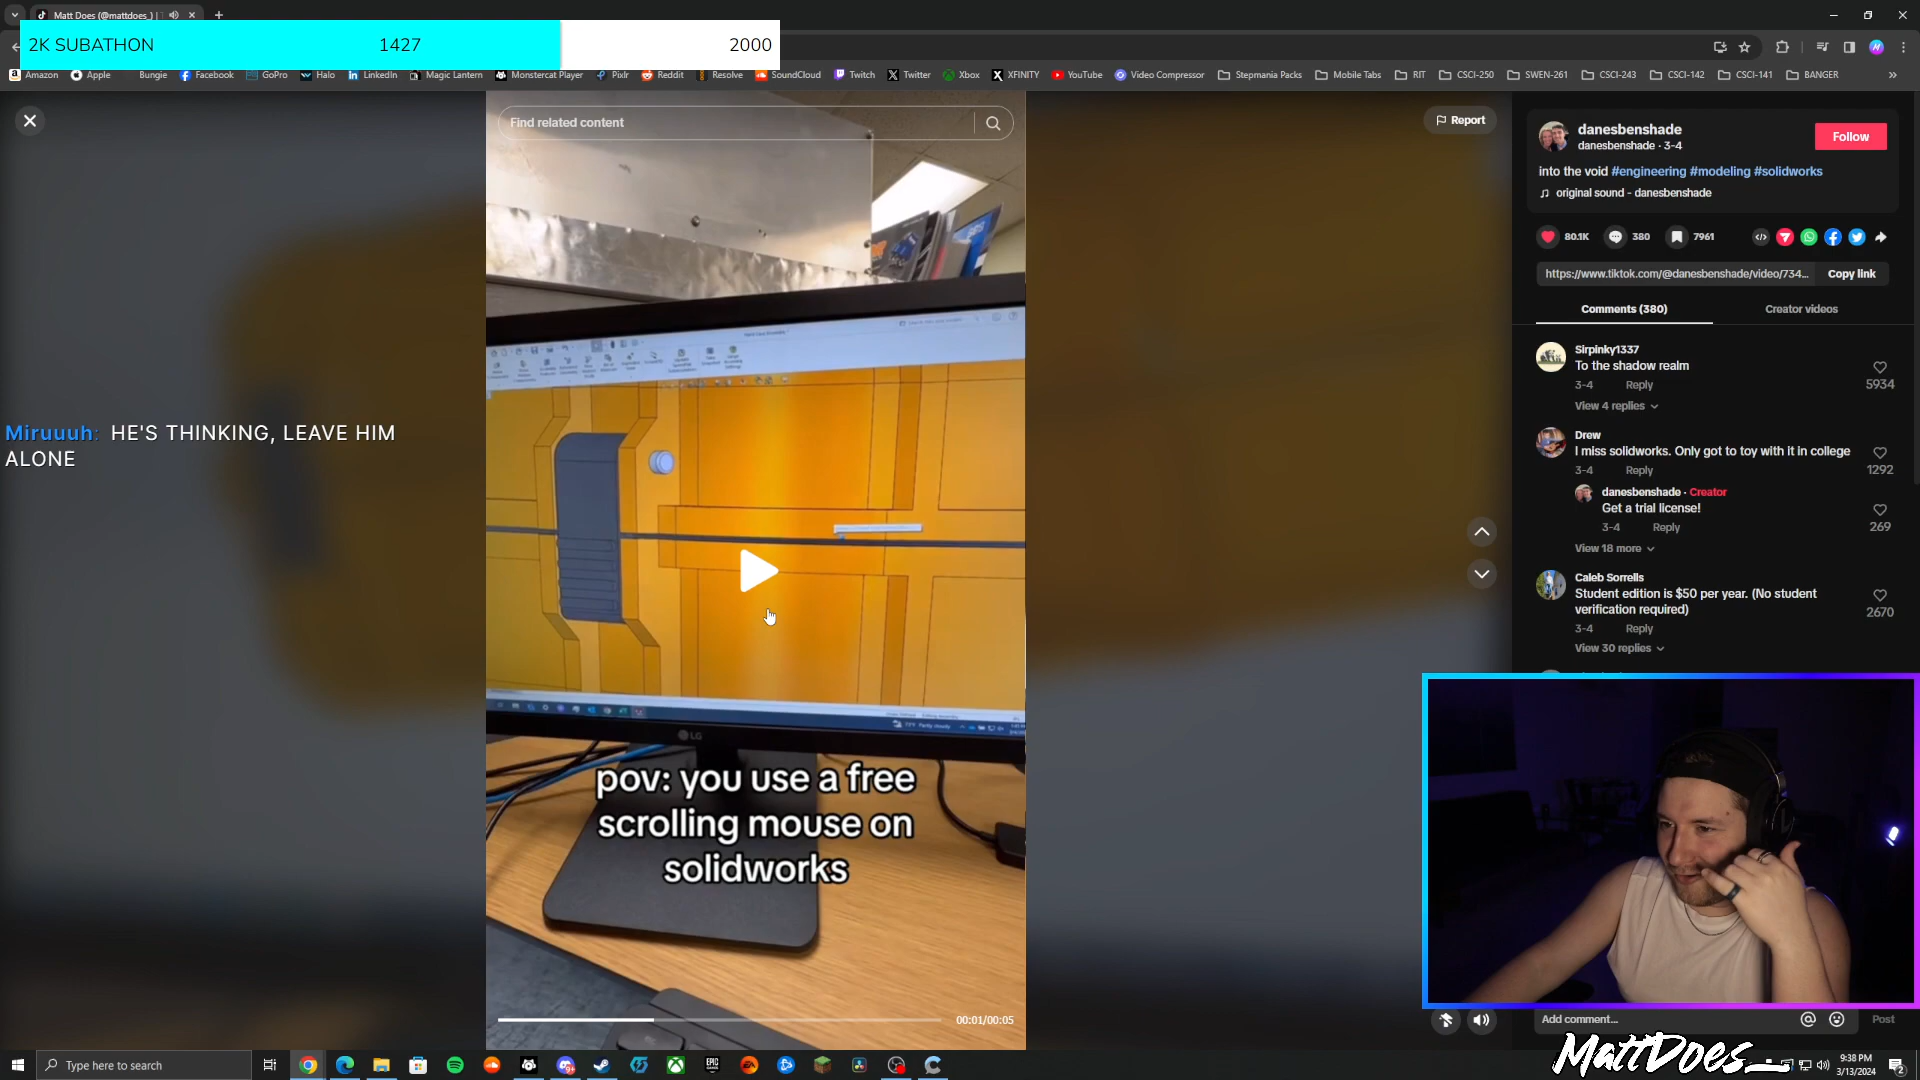 Matt Does (@mattdoes_) | T
2K SUBATHON 1427 2000
Amazon Apple Bungie Facebook GoPro Halo LinkedIn Magic Lantern Monstercat Player Pixlr Reddit Resolve SoundCloud Twitch Twitter Xbox XFINITY YouTube Video Compressor Stepmania Packs Mobile Tabs RIT CSCI-250 SWEN-261 CSCI-243 CSCI-142 CSCI-141 BANGER
Find related content
Report
danesbenshade
danesbenshade · 3-4
Follow
into the void #engineering #modeling #solidworks
original sound - danesbenshade
80.1K 380 7961
https://www.tiktok.com/@danesbenshade/video/734... Copy link
Comments (380) Creator videos
Sirpinky1337
To the shadow realm
3-4 Reply 5934
View 4 replies
Drew
I miss solidworks. Only got to toy with it in college
3-4 Reply 1292
danesbenshade · Creator
Get a trial license!
3-4 Reply 269
View 18 more
Caleb Sorrells
Student edition is $50 per year. (No student
verification required)
2670
3-4 Reply
View 30 replies
Miruuuh: HE'S THINKING, LEAVE HIM
ALONE
LG
pov: you use a free
scrolling mouse on
solidworks
00:01/00:05
Add comment... Post
MattDoes_
Type here to search
9:38 PM
3/13/2024